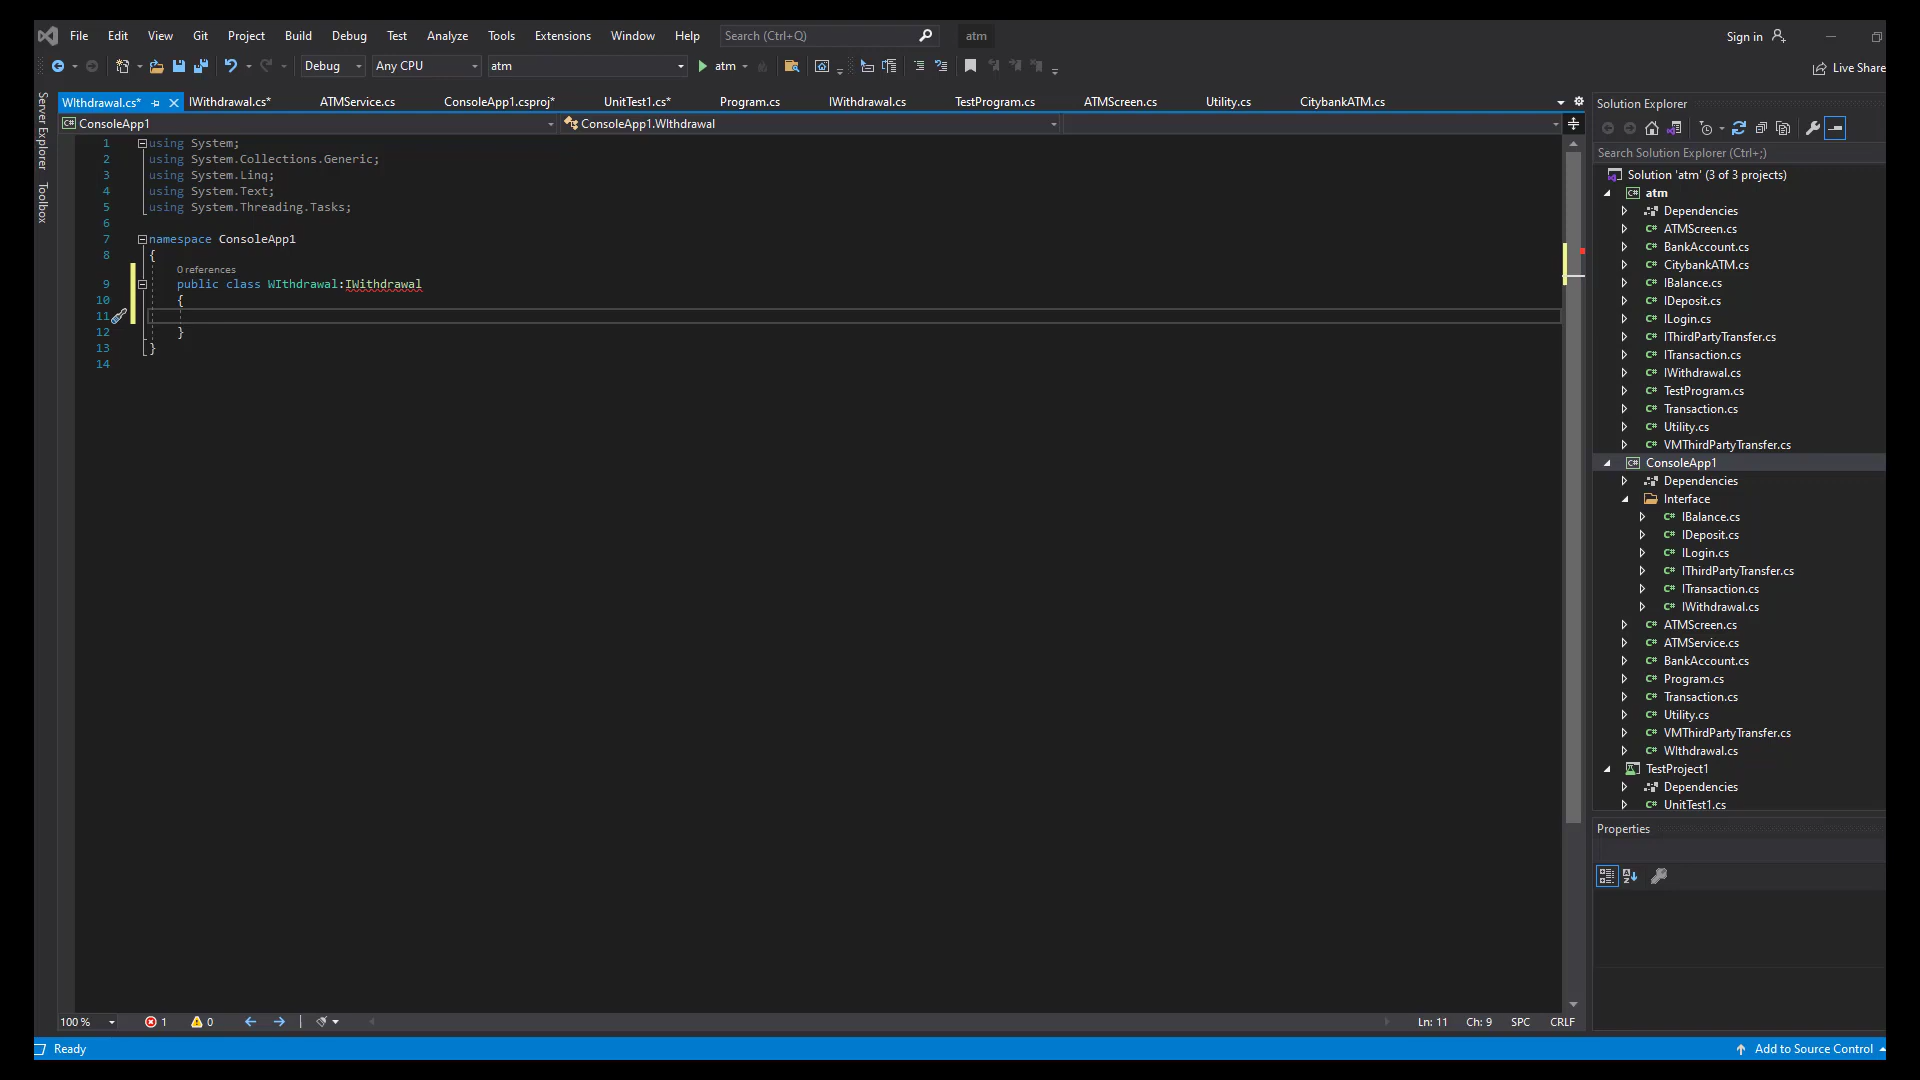 File Edit View Git Project Build Debug Test Analyze Tools Extensions Window Help Search (Ctrl+Q) atm Sign in
Debug Any CPU atm atm Live Share
WIthdrawal.cs* IWithdrawal.cs* ATMService.cs ConsoleApp1.csproj* UnitTest1.cs* Program.cs IWithdrawal.cs TestProgram.cs ATMScreen.cs Utility.cs CitybankATM.cs
ConsoleApp1 ConsoleApp1.WIthdrawal
Server Explorer
Toolbox
1 using System;
2 using System.Collections.Generic;
3 using System.Linq;
4 using System.Text;
5 using System.Threading.Tasks;
6
7 namespace ConsoleApp1
8 {
0 references
9 public class WIthdrawal:IWithdrawal
10 {
11
12 }
13 }
14
Solution Explorer
Search Solution Explorer (Ctrl+;)
Solution 'atm' (3 of 3 projects)
atm
Dependencies
ATMScreen.cs
BankAccount.cs
CitybankATM.cs
IBalance.cs
IDeposit.cs
ILogin.cs
IThirdPartyTransfer.cs
ITransaction.cs
IWithdrawal.cs
TestProgram.cs
Transaction.cs
Utility.cs
VMThirdPartyTransfer.cs
ConsoleApp1
Dependencies
Interface
IBalance.cs
IDeposit.cs
ILogin.cs
IThirdPartyTransfer.cs
ITransaction.cs
IWithdrawal.cs
ATMScreen.cs
ATMService.cs
BankAccount.cs
Program.cs
Transaction.cs
Utility.cs
VMThirdPartyTransfer.cs
WIthdrawal.cs
TestProject1
Dependencies
UnitTest1.cs
Properties
100 % 1 0 Ln: 11 Ch: 9 SPC CRLF
Ready Add to Source Control